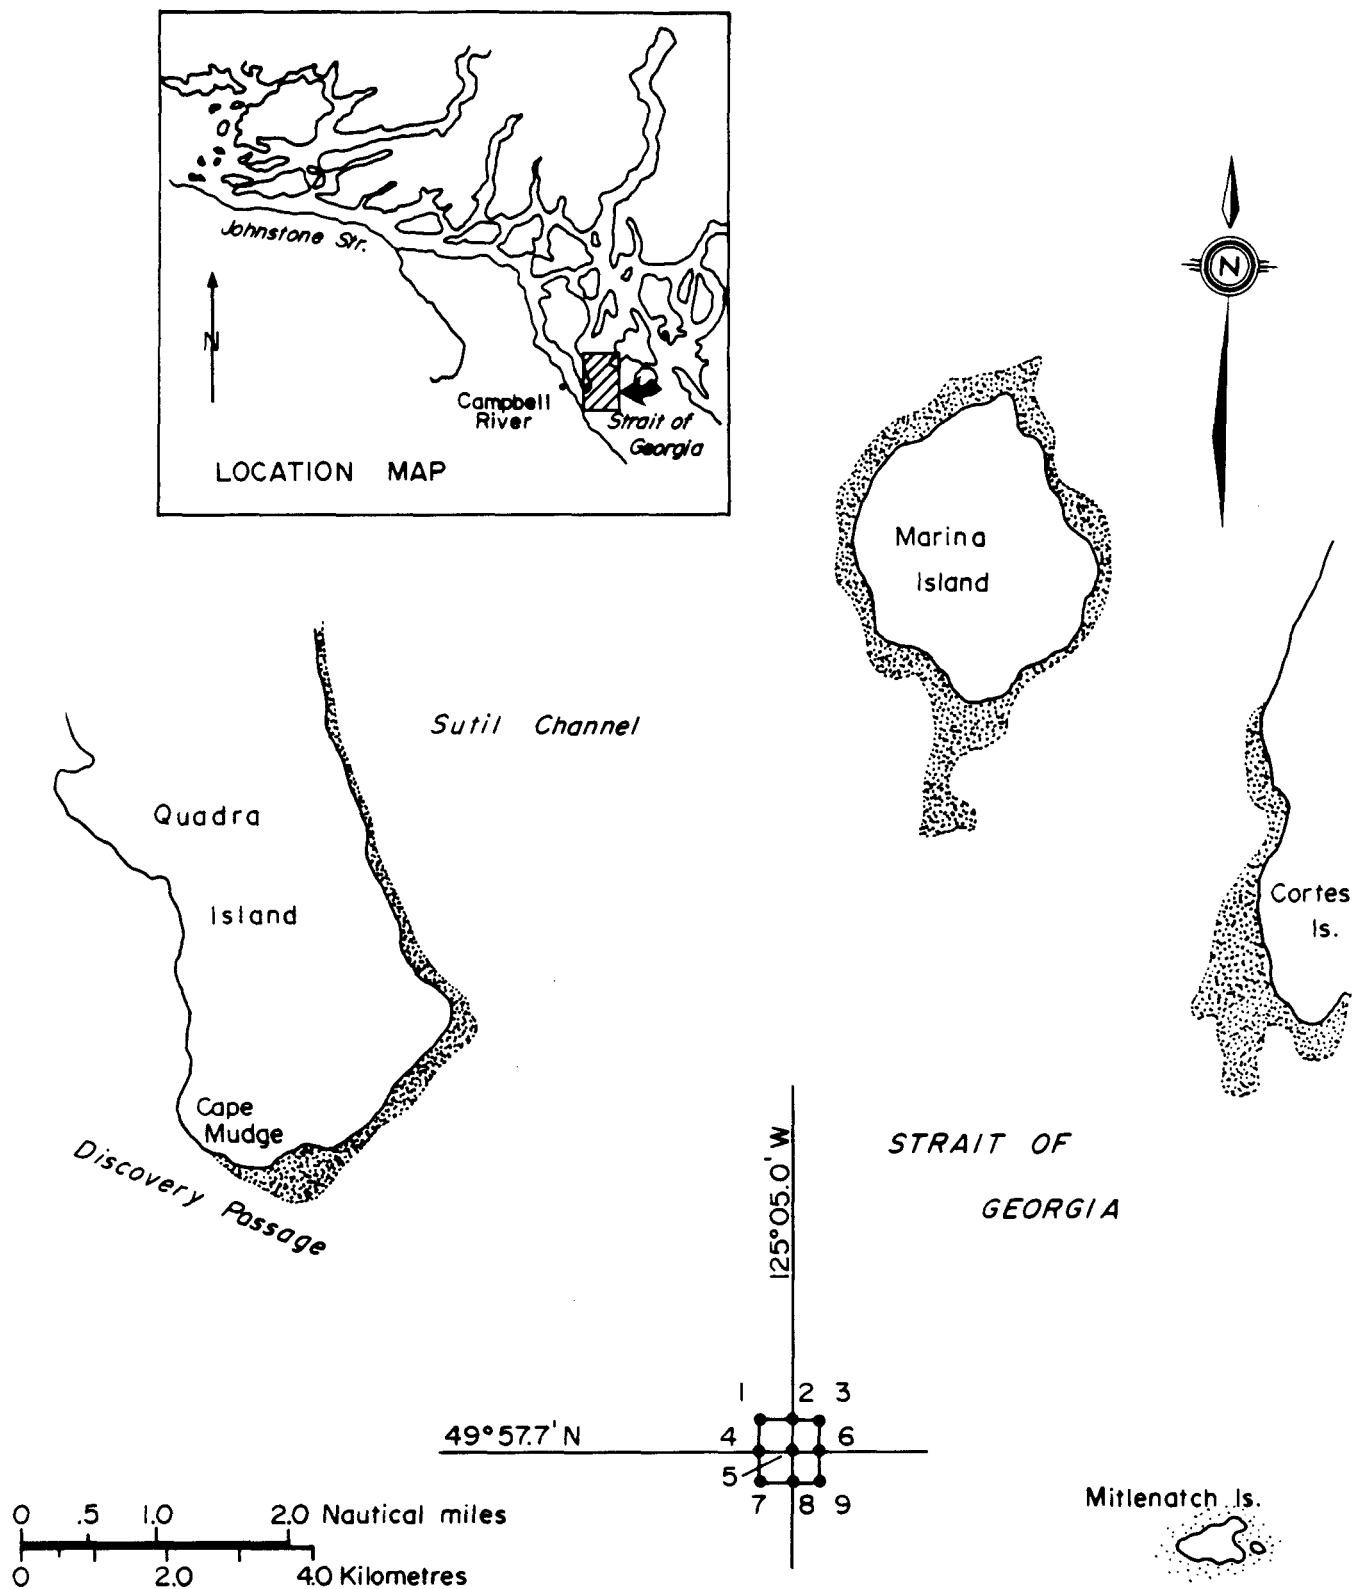 Johnstone Str.
N
Campbell
River
Strait of
Georgia
LOCATION MAP
N
Marina
Island
Sutil Channel
Quadra
Island
Cortes
Is.
Cape
Mudge
Discovery Passage
125°05.0' W
STRAIT OF
GEORGIA
1 2 3
49°57.7' N
4 6
5
7 8 9
Mitlenatch Is.
0 .5 1.0 2.0 Nautical miles
0 2.0 4.0 Kilometres